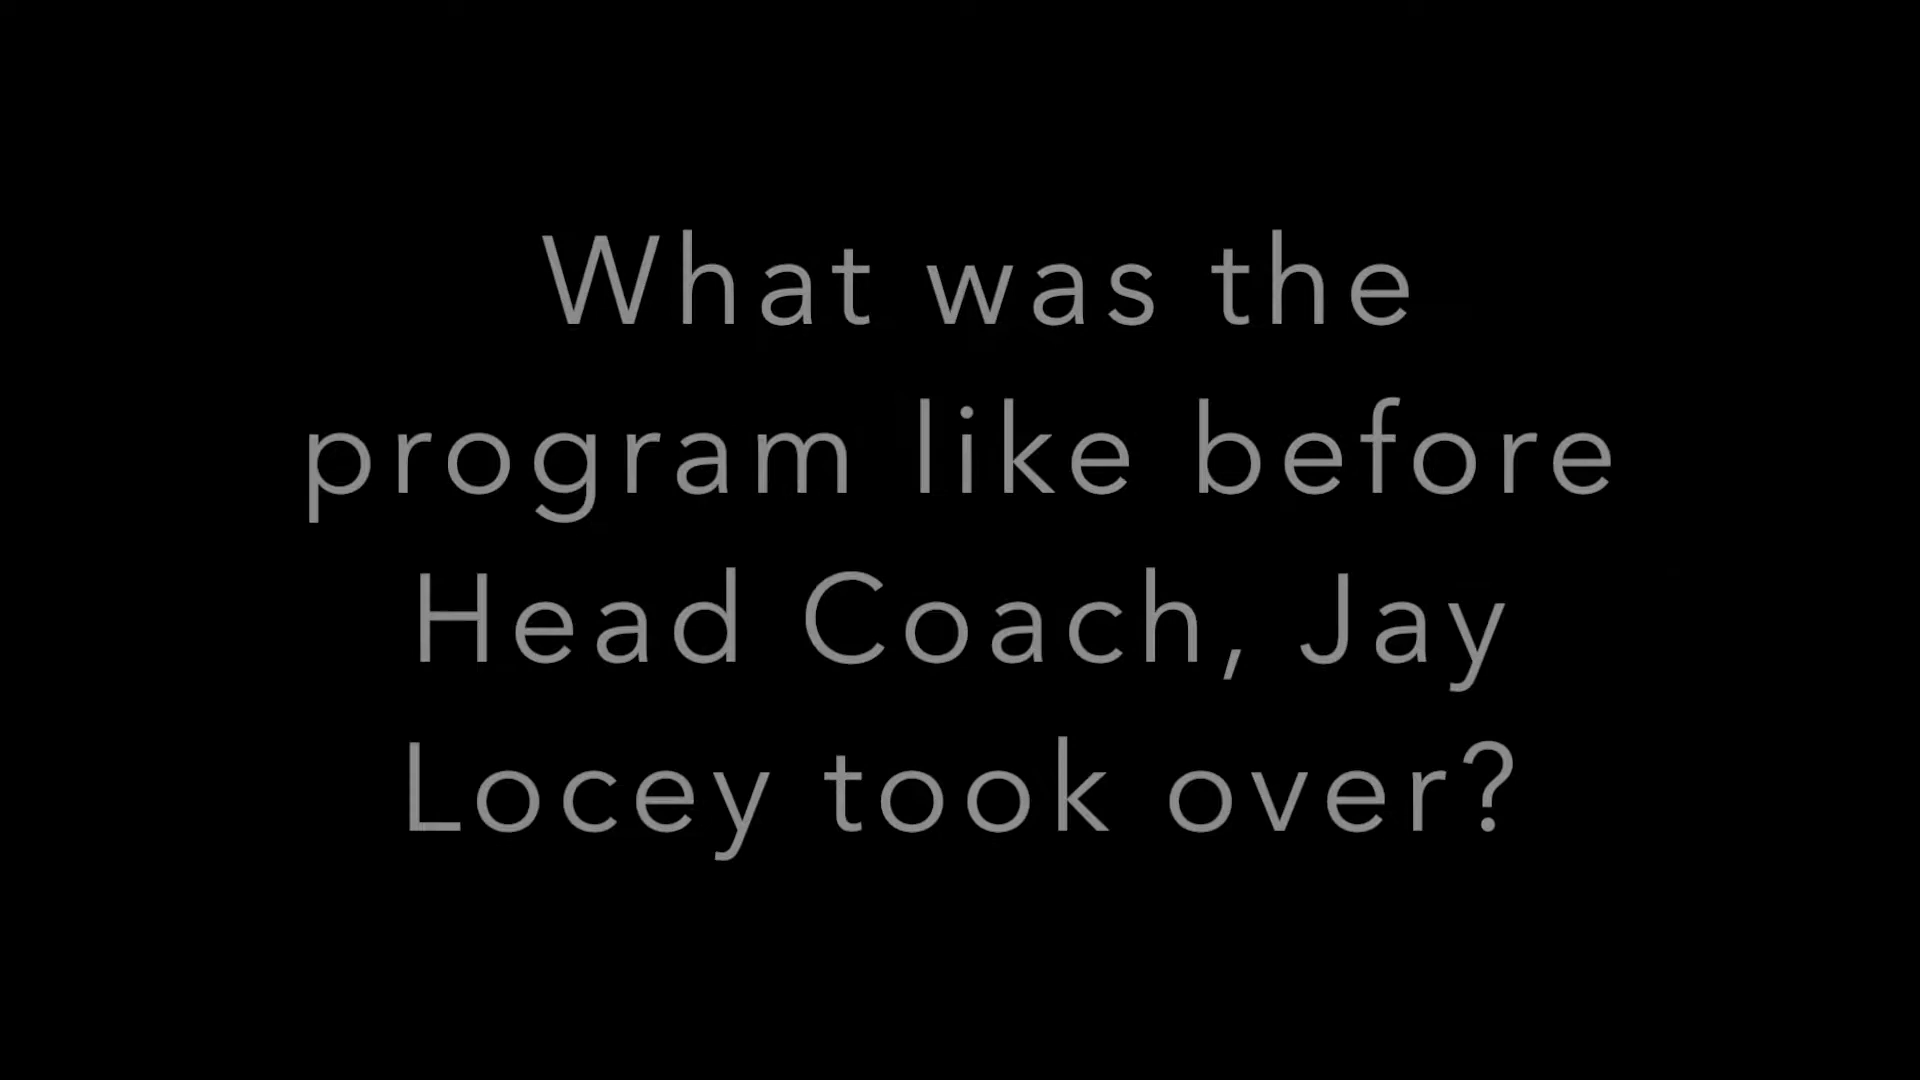 What was the
program like before
Head Coach, Jay
Locey took over?